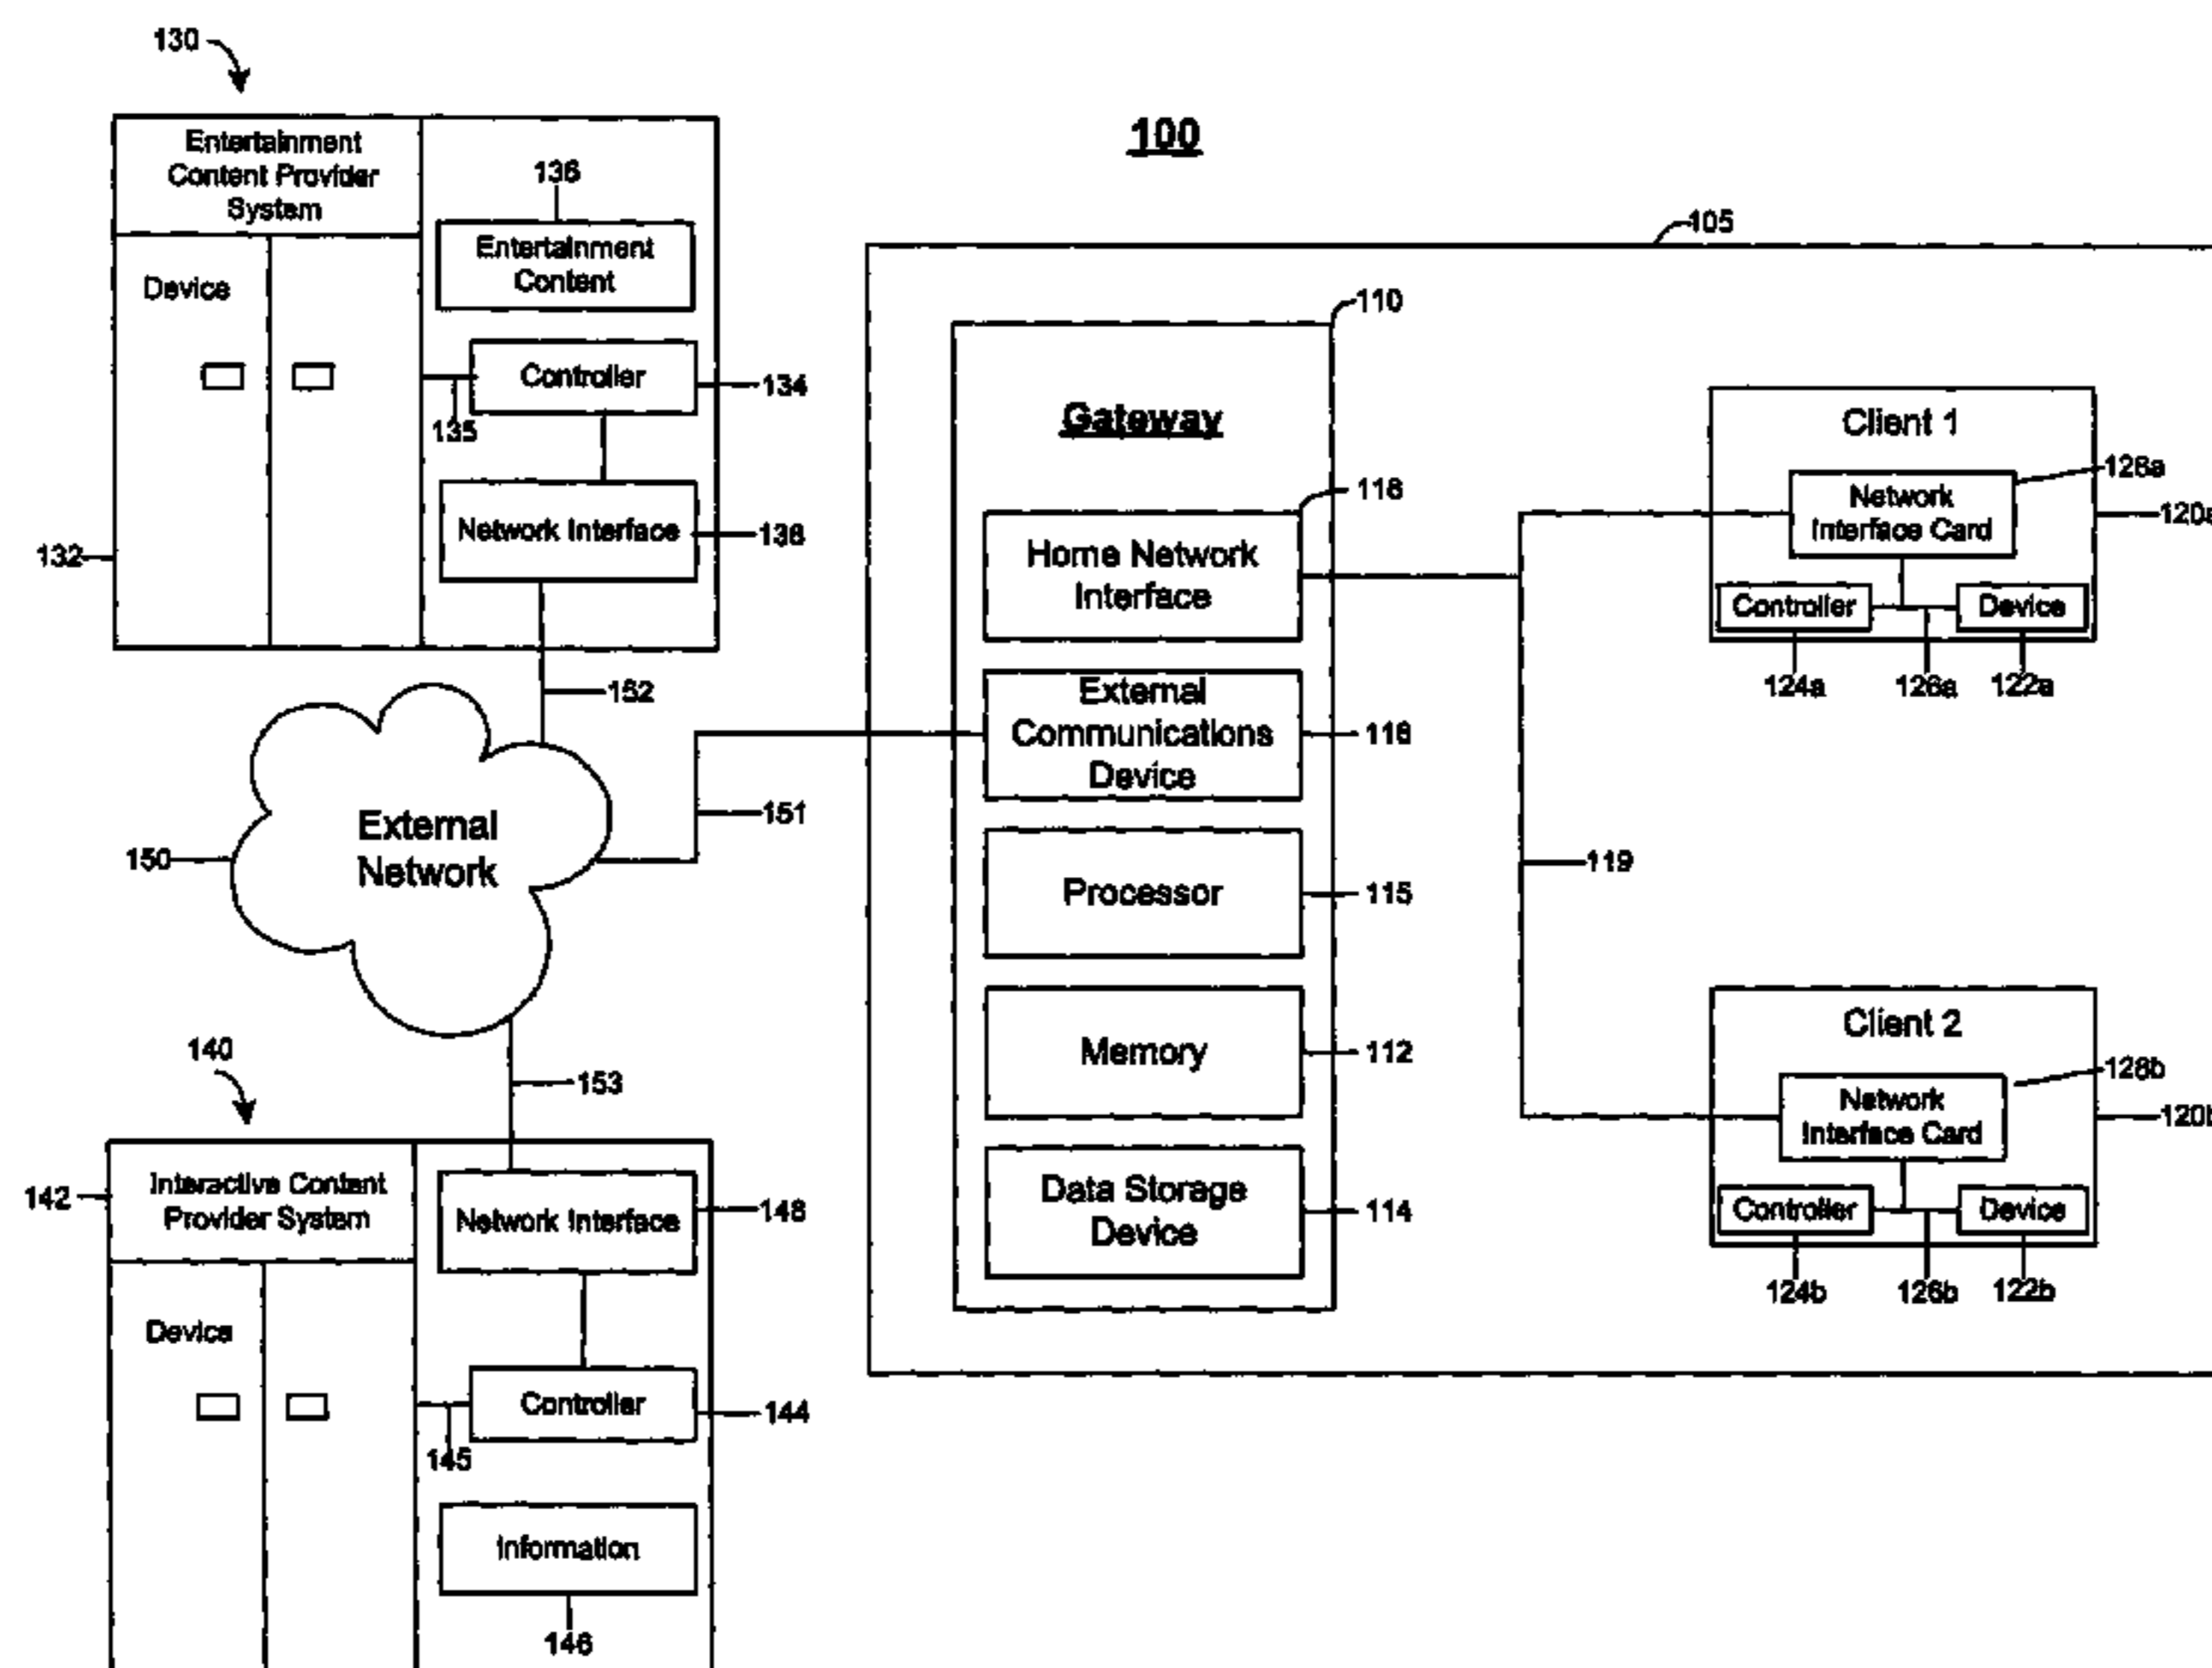 130
100
Entertainment
Content Provider
System
136
Entertainment
Content
Device
Controller
134
135
Network Interface
138
132
105
110
Gateway
118
Home Network
Interface
External
Communications
Device
116
Processor
115
Memory
112
Data Storage
Device
114
Client 1
128a
Network
Interface Card
120a
Controller
Device
124a
126a
122a
119
Client 2
128b
Network
Interface Card
120b
Controller
Device
124b
126b
122b
152
151
External
Network
150
153
140
142
Interactive Content
Provider System
Network Interface
148
Device
Controller
144
145
Information
146